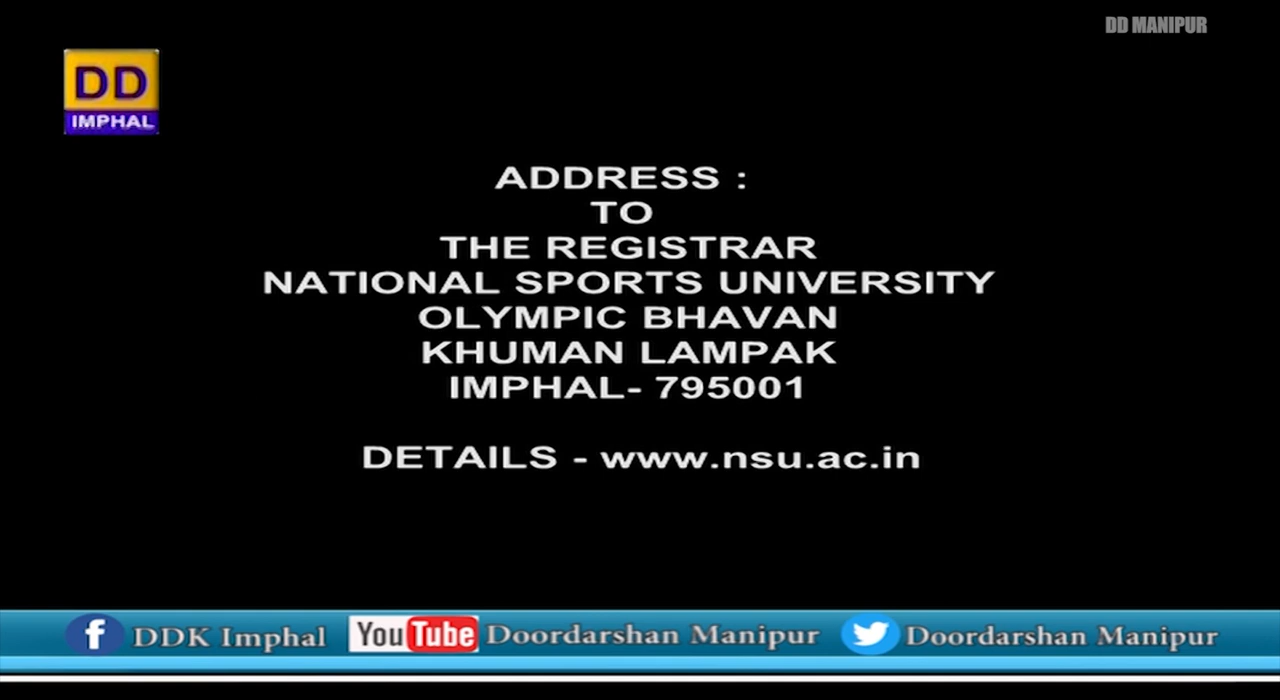 DD MANIPUR
DD
IMPHAL
ADDRESS :
TO
THE REGISTRAR
NATIONAL SPORTS UNIVERSITY
OLYMPIC BHAVAN
KHUMAN LAMPAK
IMPHAL- 795001
DETAILS - www.nsu.ac.in
f DDK Imphal YouTube Doordarshan Manipur Doordarshan Manipur